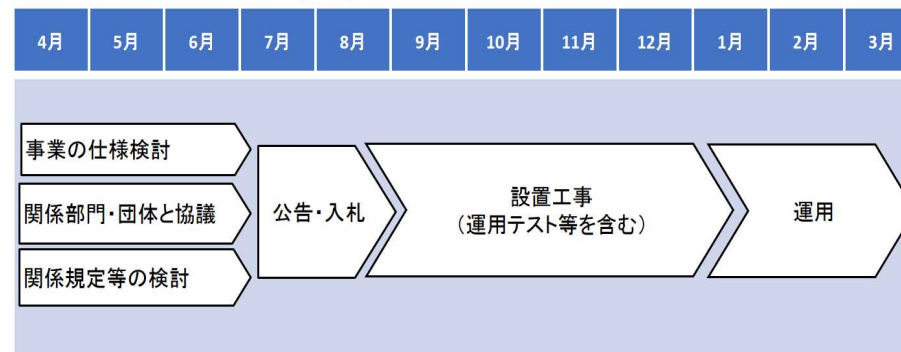 4月 5月 6月 7月 8月 9月 10月 11月 12月 1月 2月 3月
事業の仕様検討
関係部門・団体と協議
関係規定等の検討
公告・入札
設置工事
（運用テスト等を含む）
運用